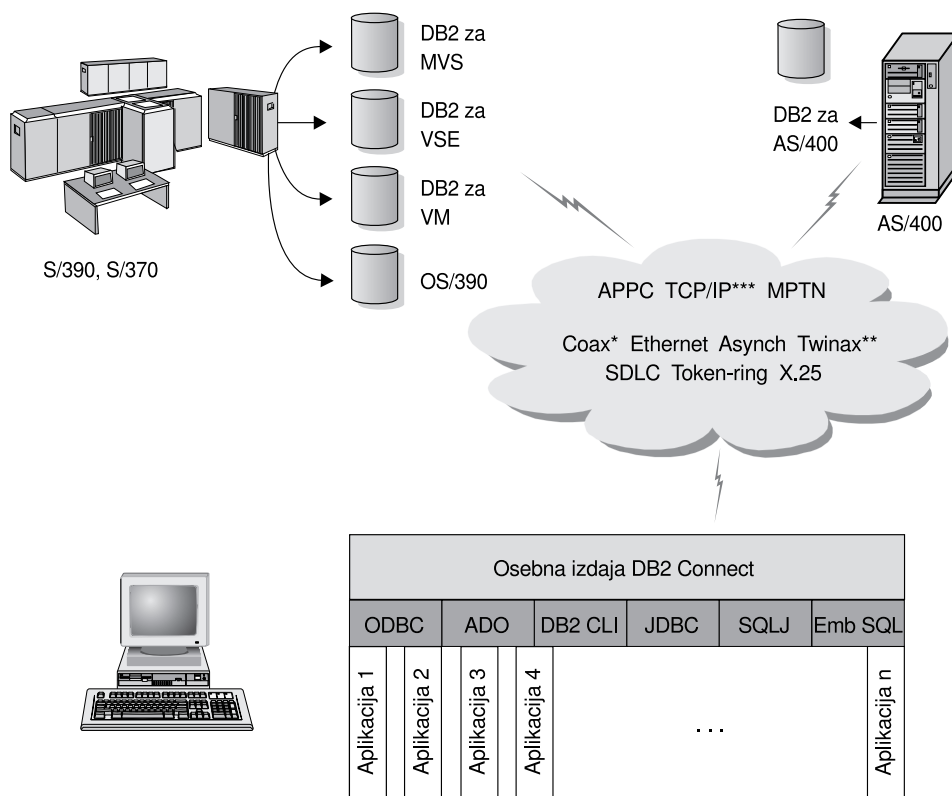 DB2 za
MVS
DB2 za
VSE
DB2 za
VM
OS/390
S/390, S/370
DB2 za
AS/400
AS/400
APPC TCP/IP*** MPTN
Coax* Ethernet Asynch Twinax**
SDLC Token-ring X.25
Osebna izdaja DB2 Connect
ODBC ADO DB2 CLI JDBC SQLJ Emb SQL
Aplikacija 1
Aplikacija 2
Aplikacija 3
Aplikacija 4
. . .
Aplikacija n